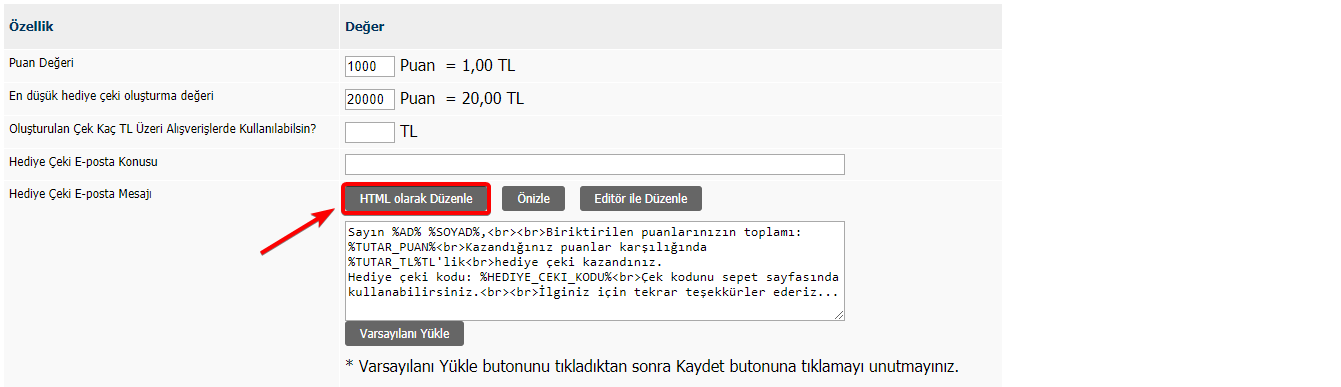 Özellik Değer
Puan Değeri 1000 Puan = 1,00 TL
En düşük hediye çeki oluşturma değeri 20000 Puan = 20,00 TL
Oluşturulan Çek Kaç TL Üzeri Alışverişlerde Kullanılabilsin? TL
Hediye Çeki E-posta Konusu
Hediye Çeki E-posta Mesajı HTML olarak Düzenle Önizle Editör ile Düzenle
Sayın %AD% %SOYAD%,<br><br>Biriktirilen puanlarınızın toplamı:
%TUTAR_PUAN%<br>Kazandığınız puanlar karşılığında
%TUTAR_TL%TL'lik<br>hediye çeki kazandınız.
Hediye çeki kodu: %HEDIYE_CEKI_KODU%<br>Çek kodunu sepet sayfasında
kullanabilirsiniz.<br><br>İlginiz için tekrar teşekkürler ederiz...
Varsayılanı Yükle
* Varsayılanı Yükle butonunu tıkladıktan sonra Kaydet butonuna tıklamayı unutmayınız.